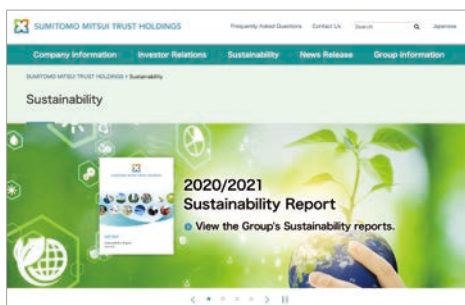 SUMITOMO MITSUI TRUST HOLDINGS
Frequently Asked Questions Contact Us Search Japanese
Company information Investor Relations Sustainability News Release Group information
SUMITOMO MITSUI TRUST HOLDINGS > Sustainability
Sustainability
2020/2021
Sustainability Report
View the Group's Sustainability reports.